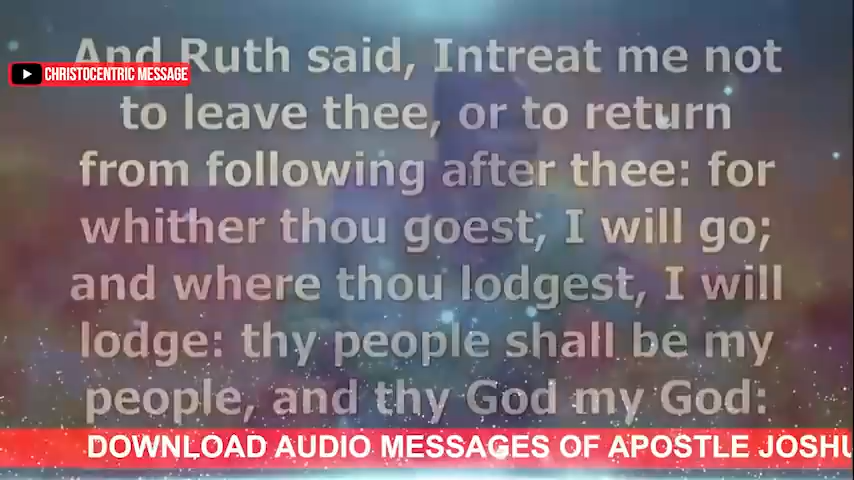 And Ruth said, Intreat me not
CHRISTOCENTRIC MESSAGE
to leave thee, or to return
from following after thee: for
whither thou goest, I will go;
and where thou lodgest, I will
lodge: thy people shall be my
people, and thy God my God:
DOWNLOAD AUDIO MESSAGES OF APOSTLE JOSHU